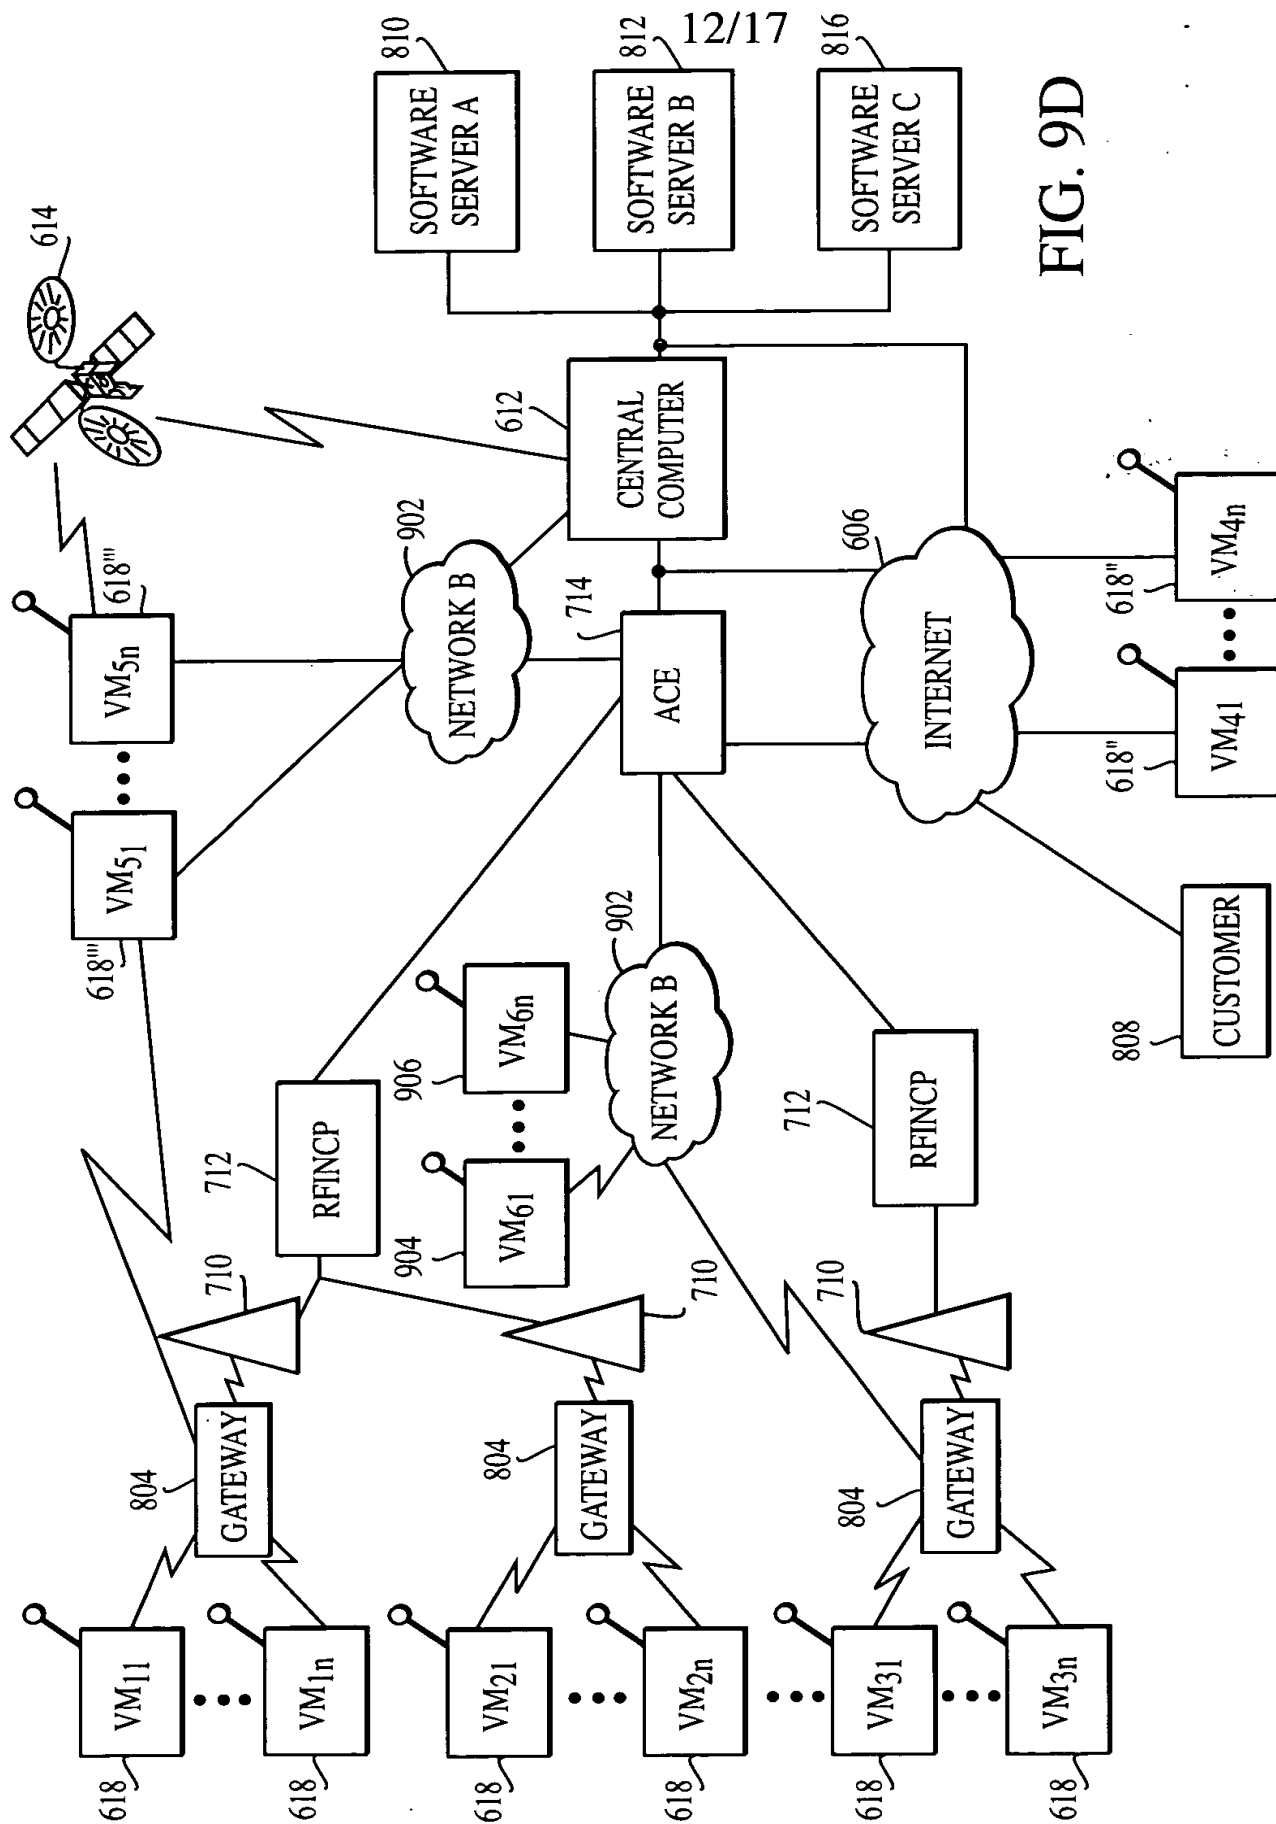 12/17
614
810
SOFTWARE
SERVER A
812
SOFTWARE
SERVER B
816
SOFTWARE
SERVER C
612
CENTRAL
COMPUTER
902
NETWORK B
714
ACE
606
INTERNET
618''''
VM5n
618''''
VM51
618''
VM4n
618''
VM41
808
CUSTOMER
902
NETWORK B
906
VM6n
904
VM61
712
RFINCP
712
RFINCP
710
710
710
804
GATEWAY
804
GATEWAY
804
GATEWAY
VM11
618
VM1n
618
VM21
618
VM2n
618
VM31
618
VM3n
618
FIG. 9D